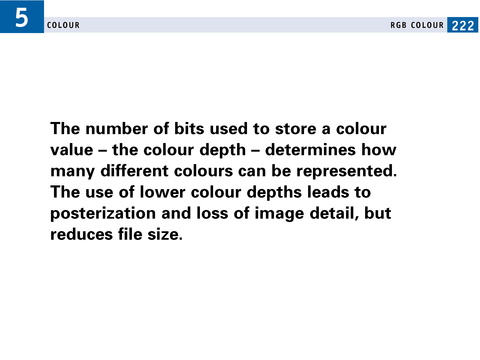 5
COLOUR
RGB COLOUR 222
The number of bits used to store a colour
value – the colour depth – determines how
many different colours can be represented.
The use of lower colour depths leads to
posterization and loss of image detail, but
reduces file size.